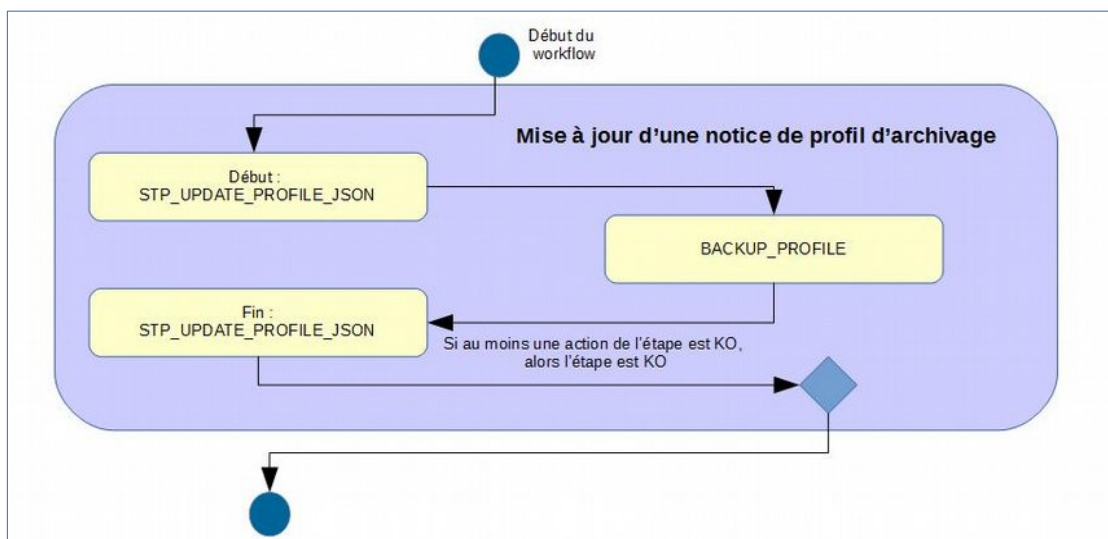 Début du
workflow
Mise à jour d’une notice de profil d’archivage
Début :
STP_UPDATE_PROFILE_JSON
BACKUP_PROFILE
Fin :
STP_UPDATE_PROFILE_JSON
Si au moins une action de l’étape est KO,
alors l’étape est KO